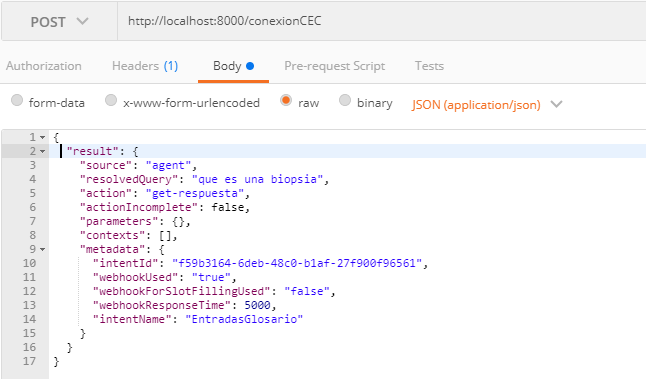 POST http://localhost:8000/conexionCEC
Authorization Headers (1) Body Pre-request Script Tests
form-data x-www-form-urlencoded raw binary JSON (application/json)
1 {
2 "result": {
3 "source": "agent",
4 "resolvedQuery": "que es una biopsia",
5 "action": "get-respuesta",
6 "actionIncomplete": false,
7 "parameters": {},
8 "contexts": [],
9 "metadata": {
10 "intentId": "f59b3164-6deb-48c0-b1af-27f900f96561",
11 "webhookUsed": "true",
12 "webhookForSlotFillingUsed": "false",
13 "webhookResponseTime": 5000,
14 "intentName": "EntradasGlosario"
15 }
16 }
17 }